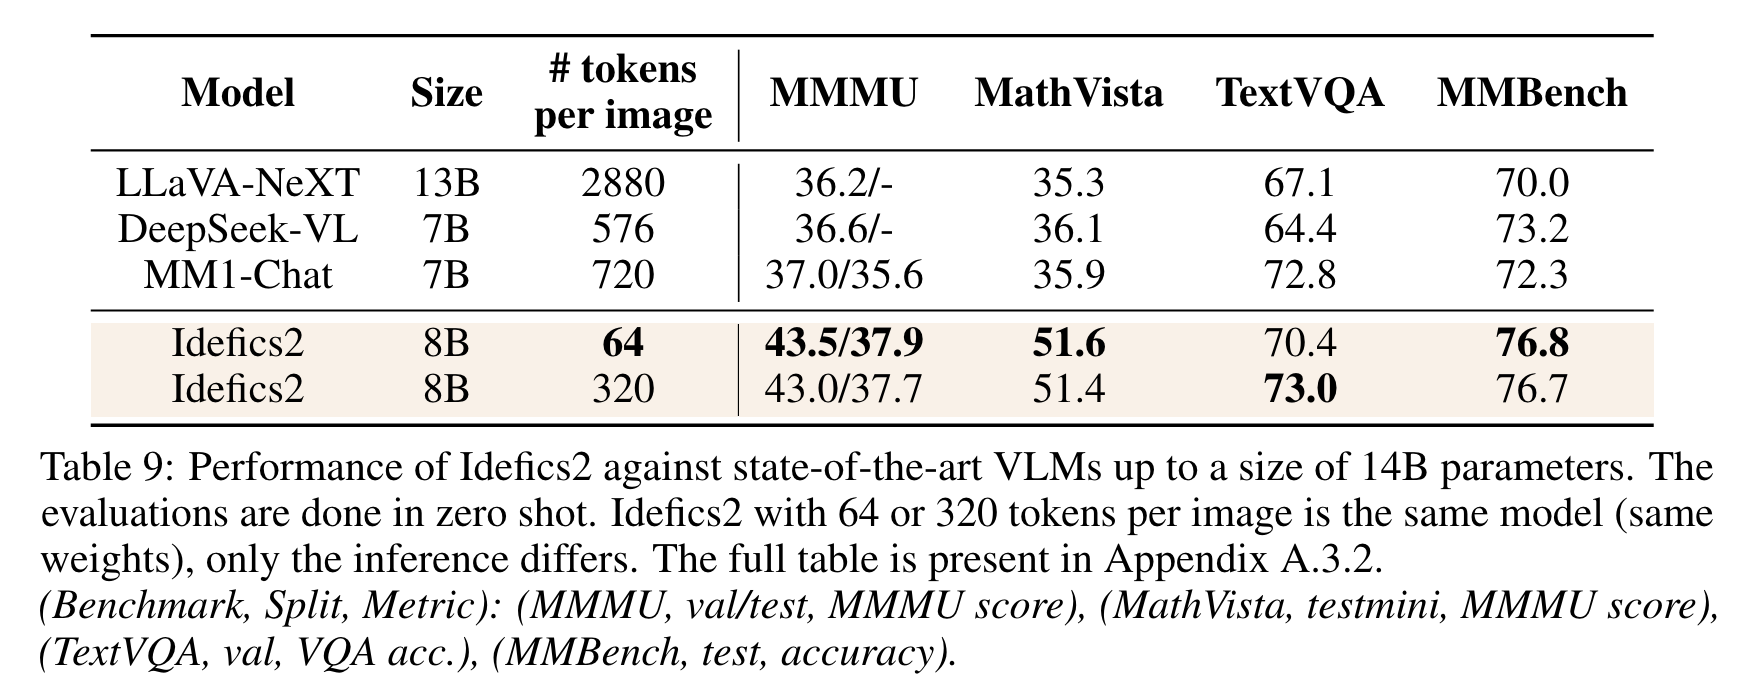 Model Size # tokens per image MMMU MathVista TextVQA MMBench
LLaVA-NeXT 13B 2880 36.2/- 35.3 67.1 70.0
DeepSeek-VL 7B 576 36.6/- 36.1 64.4 73.2
MM1-Chat 7B 720 37.0/35.6 35.9 72.8 72.3
Idefics2 8B 64 43.5/37.9 51.6 70.4 76.8
Idefics2 8B 320 43.0/37.7 51.4 73.0 76.7
Table 9: Performance of Idefics2 against state-of-the-art VLMs up to a size of 14B parameters. The
evaluations are done in zero shot. Idefics2 with 64 or 320 tokens per image is the same model (same
weights), only the inference differs. The full table is present in Appendix A.3.2.
(Benchmark, Split, Metric): (MMMU, val/test, MMMU score), (MathVista, testmini, MMMU score),
(TextVQA, val, VQA acc.), (MMBench, test, accuracy).